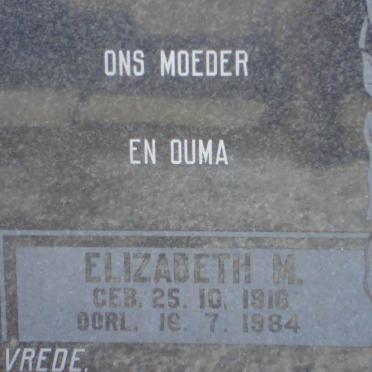 ONS MOEDER
EN OUMA
ELIZABETH M.
GEB. 25. 10. 1916
OORL. 16. 7. 1984
VREDE.